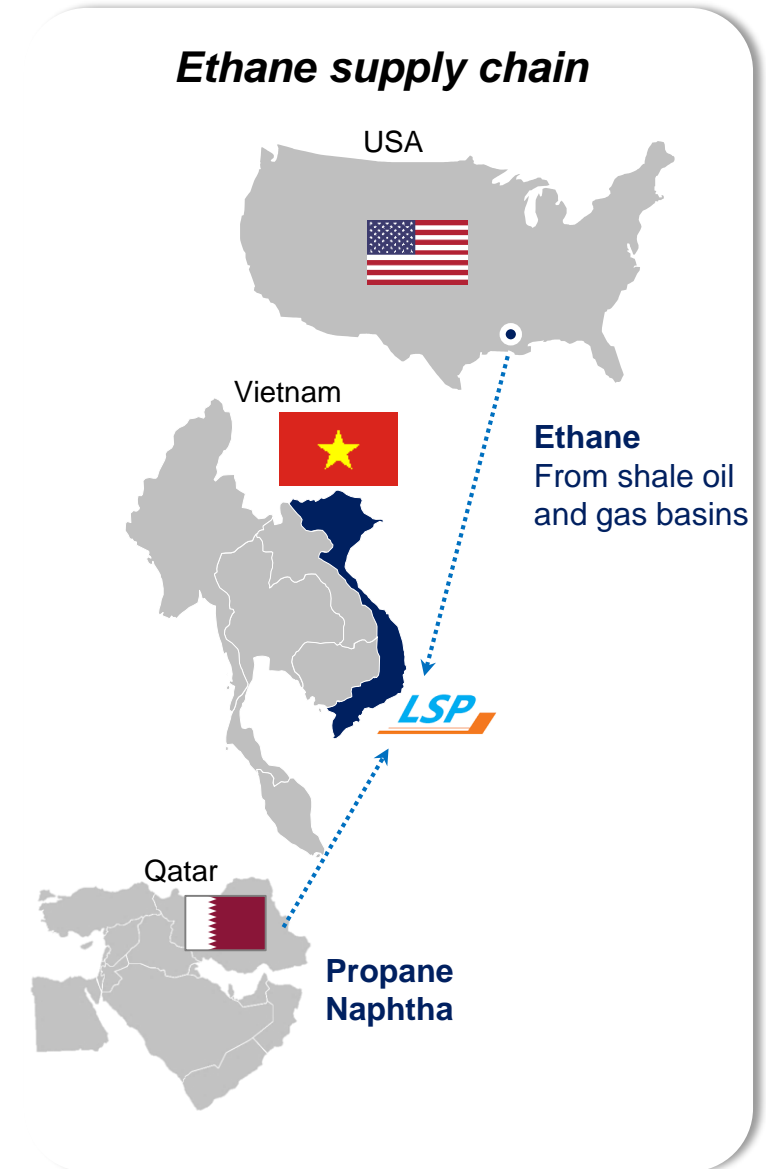 Ethane supply chain
USA
Vietnam
Ethane
From shale oil
and gas basins
LSP
Qatar
Propane
Naphtha